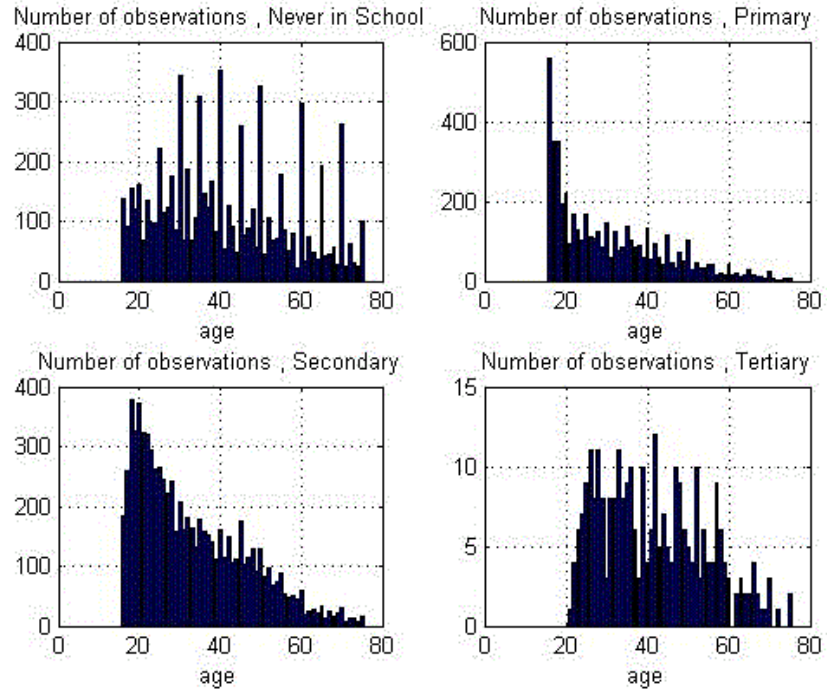 Number of observations , Never in School
400
300
200
100
0
0 20 40 60 80
age
Number of observations , Primary
600
400
200
0
0 20 40 60 80
age
Number of observations , Secondary
400
300
200
100
0
0 20 40 60 80
age
Number of observations , Tertiary
15
10
5
0
0 20 40 60 80
age